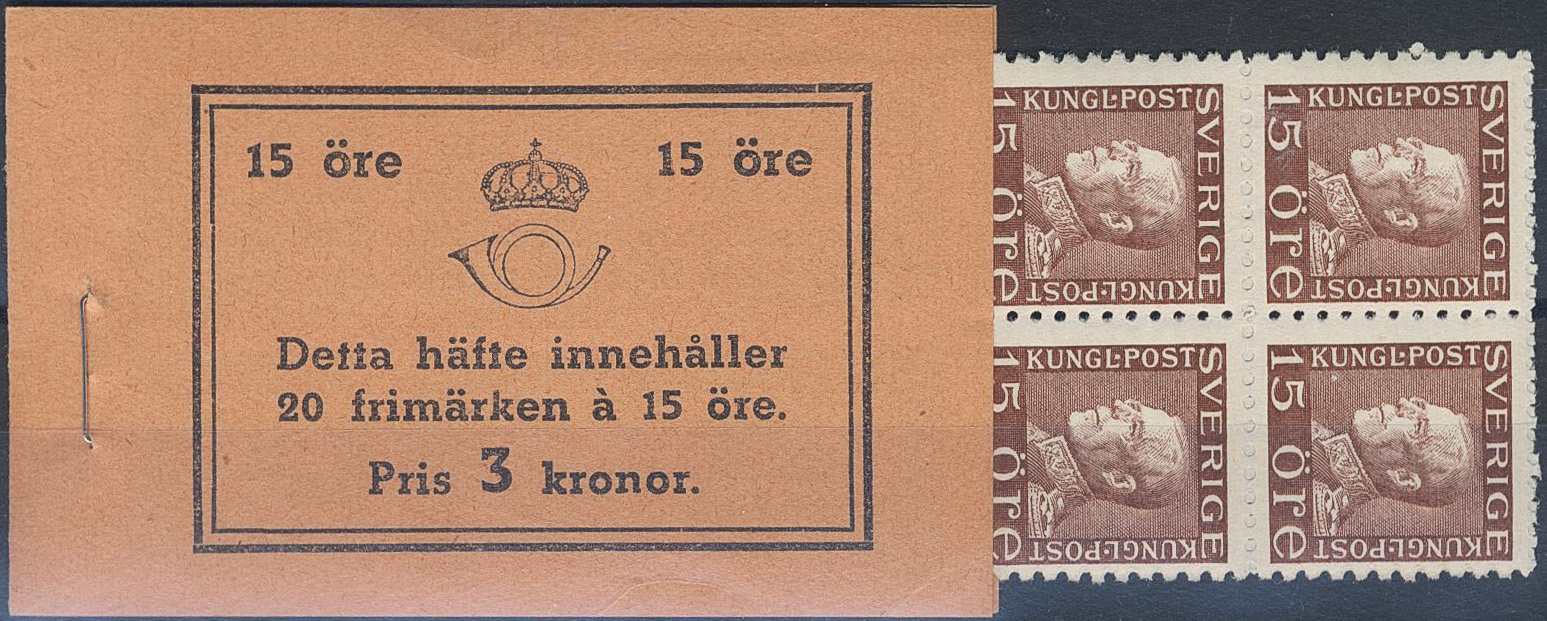 15 öre 15 öre
Detta häfte innehåller
20 frimärken à 15 öre.
Pris 3 kronor.
KUNGL·POST
SVERIGE
15 öre
KUNGL·POST
KUNGL·POST
SVERIGE
15 öre
KUNGL·POST
KUNGL·POST
SVERIGE
15 öre
KUNGL·POST
KUNGL·POST
SVERIGE
15 öre
KUNGL·POST